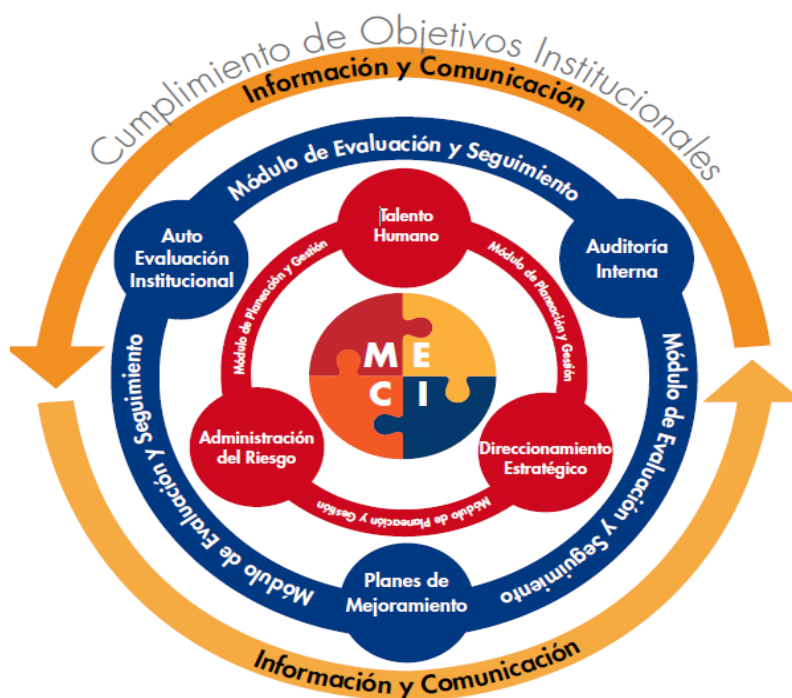 Cumplimiento de Objetivos Institucionales
Información y Comunicación
Módulo de Evaluación y Seguimiento
Talento
Humano
Auto
Evaluación
Institucional
Auditoría
Interna
Módulo de Planeación y Gestión
Módulo de Planeación y Gestión
M E
C I
Módulo de Evaluación y Seguimiento
Módulo de Evaluación y Seguimiento
Administración
del Riesgo
Direccionamiento
Estratégico
Módulo de Planeación y Gestión
Planes de
Mejoramiento
Información y Comunicación